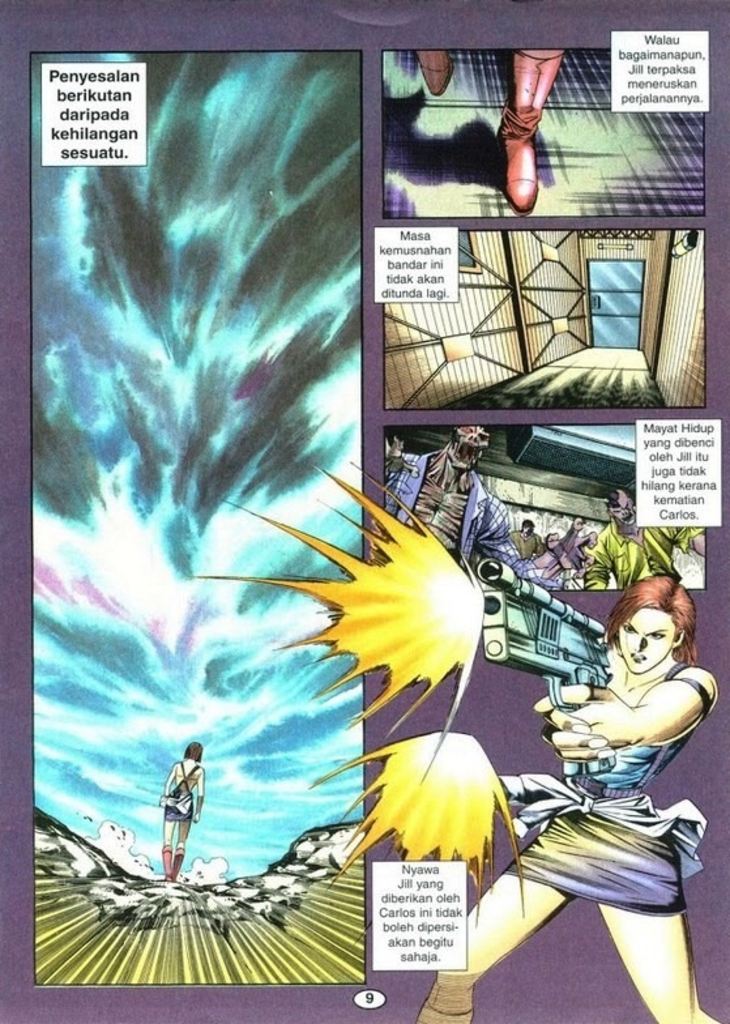 Penyesalan
berikutan
daripada
kehilangan
sesuatu.
Walau
bagaimanapun,
Jill terpaksa
meneruskan
perjalanannya.
Masa
kemusnahan
bandar ini
tidak akan
ditunda lagi.
Mayat Hidup
yang dibenci
oleh Jill itu
juga tidak
hilang kerana
kematian
Carlos.
Nyawa
Jill yang
diberikan oleh
Carlos ini tidak
boleh dipersi-
akan begitu
sahaja.
9